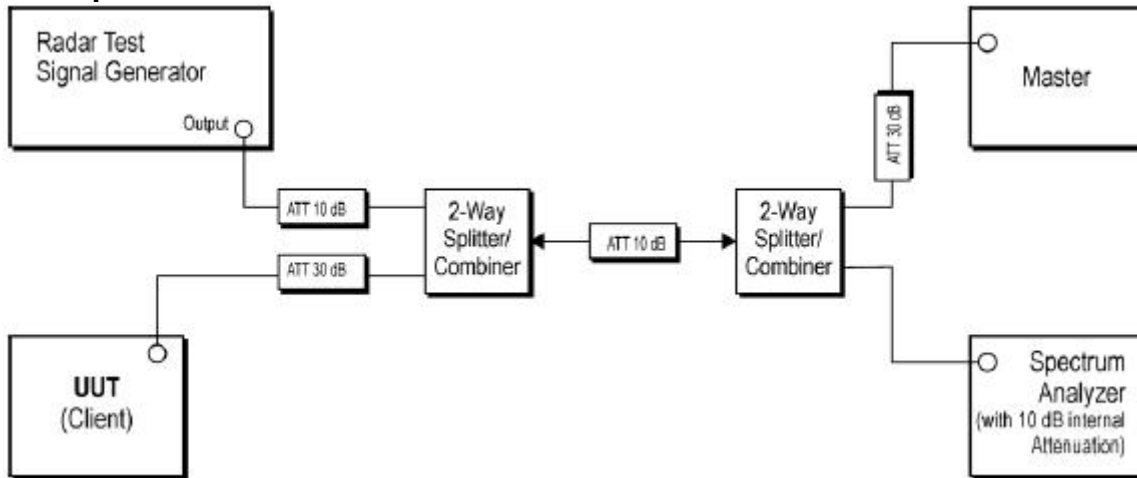 Radar Test
Signal Generator
Output
Master
ATT 30 dB
ATT 10 dB
2-Way
Splitter/
Combiner
ATT 10 dB
2-Way
Splitter/
Combiner
ATT 30 dB
UUT
(Client)
Spectrum
Analyzer
(with 10 dB internal
Attenuation)